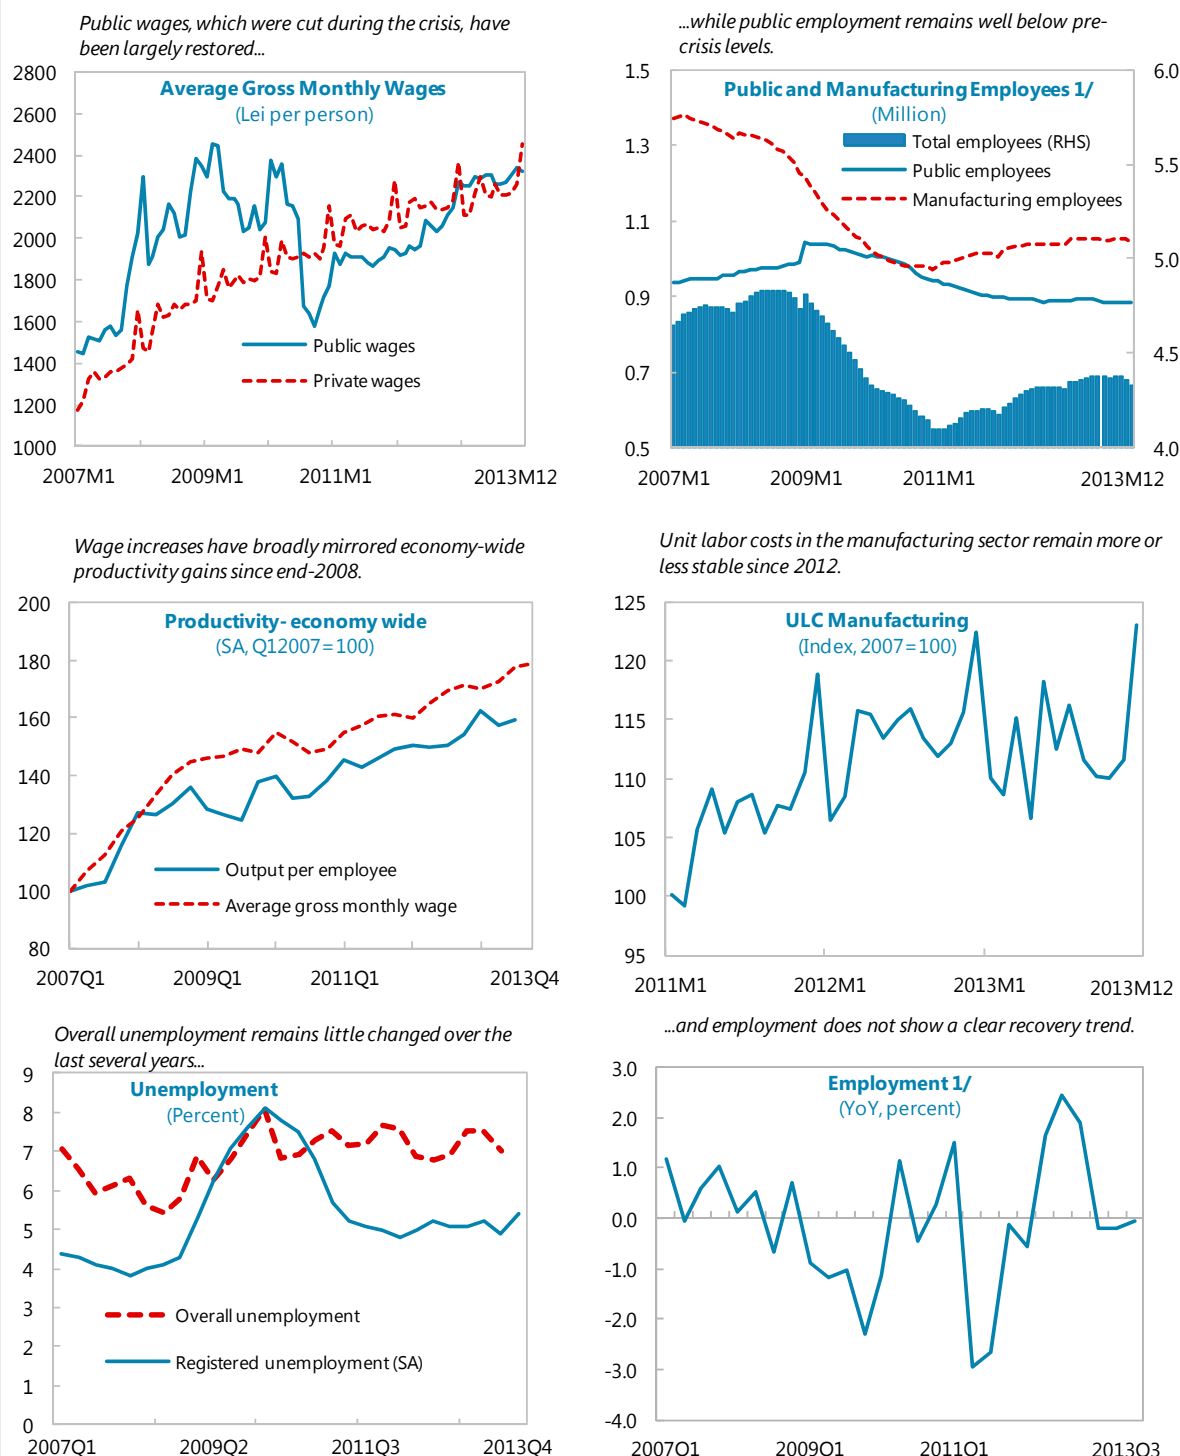 Public wages, which were cut during the crisis, have
been largely restored...
Average Gross Monthly Wages
(Lei per person)
2800
2600
2400
2200
2000
1800
1600
1400
1200
1000
Public wages
Private wages
2007M1
2009M1
2011M1
2013M12
...while public employment remains well below pre-
crisis levels.
Public and Manufacturing Employees 1/
(Million)
1.5
1.3
1.1
0.9
0.7
0.5
6.0
5.5
5.0
4.5
4.0
Total employees (RHS)
Public employees
Manufacturing employees
2007M1
2009M1
2011M1
2013M12
Wage increases have broadly mirrored economy-wide
productivity gains since end-2008.
Productivity- economy wide
(SA, Q12007=100)
200
180
160
140
120
100
80
Output per employee
Average gross monthly wage
2007Q1
2009Q1
2011Q1
2013Q4
Unit labor costs in the manufacturing sector remain more or
less stable since 2012.
ULC Manufacturing
(Index, 2007=100)
125
120
115
110
105
100
95
2011M1
2012M1
2013M1
2013M12
Overall unemployment remains little changed over the
last several years...
Unemployment
(Percent)
9
8
7
6
5
4
3
2
1
0
Overall unemployment
Registered unemployment (SA)
2007Q1
2009Q2
2011Q3
2013Q4
...and employment does not show a clear recovery trend.
Employment 1/
(YoY, percent)
3.0
2.0
1.0
0.0
-1.0
-2.0
-3.0
-4.0
2007Q1
2009Q1
2011Q1
2013Q3